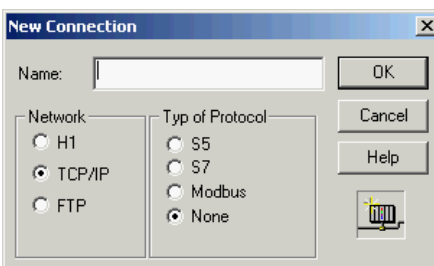 New Connection
Name:
OK
Cancel
Help
Network
H1
TCP/IP
FTP
Typ of Protocol
S5
S7
Modbus
None